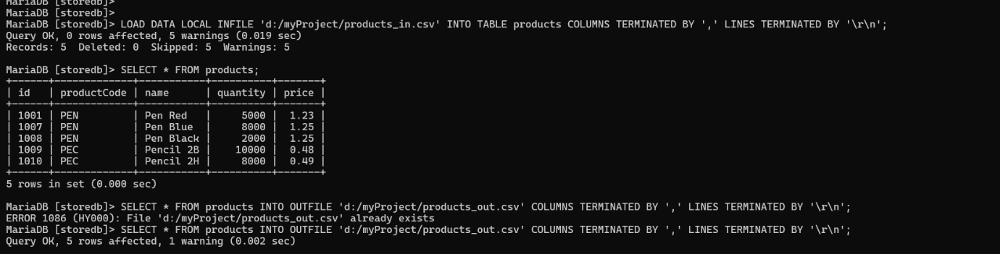 MariaDB [storedb]>
MariaDB [storedb]>
MariaDB [storedb]> LOAD DATA LOCAL INFILE 'd:/myProject/products_in.csv' INTO TABLE products COLUMNS TERMINATED BY ',' LINES TERMINATED BY '\r\n';
Query OK, 0 rows affected, 5 warnings (0.019 sec)
Records: 5  Deleted: 0  Skipped: 5  Warnings: 5
MariaDB [storedb]> SELECT * FROM products;
+------+-------------+-----------+----------+-------+
| id   | productCode | name      | quantity | price |
+------+-------------+-----------+----------+-------+
| 1001 | PEN         | Pen Red   |     5000 |  1.23 |
| 1007 | PEN         | Pen Blue  |     8000 |  1.25 |
| 1008 | PEN         | Pen Black |     2000 |  1.25 |
| 1009 | PEC         | Pencil 2B |    10000 |  0.48 |
| 1010 | PEC         | Pencil 2H |     8000 |  0.49 |
+------+-------------+-----------+----------+-------+
5 rows in set (0.000 sec)
MariaDB [storedb]> SELECT * FROM products INTO OUTFILE 'd:/myProject/products_out.csv' COLUMNS TERMINATED BY ',' LINES TERMINATED BY '\r\n';
ERROR 1086 (HY000): File 'd:/myProject/products_out.csv' already exists
MariaDB [storedb]> SELECT * FROM products INTO OUTFILE 'd:/myProject/products_out.csv' COLUMNS TERMINATED BY ',' LINES TERMINATED BY '\r\n';
Query OK, 5 rows affected, 1 warning (0.002 sec)